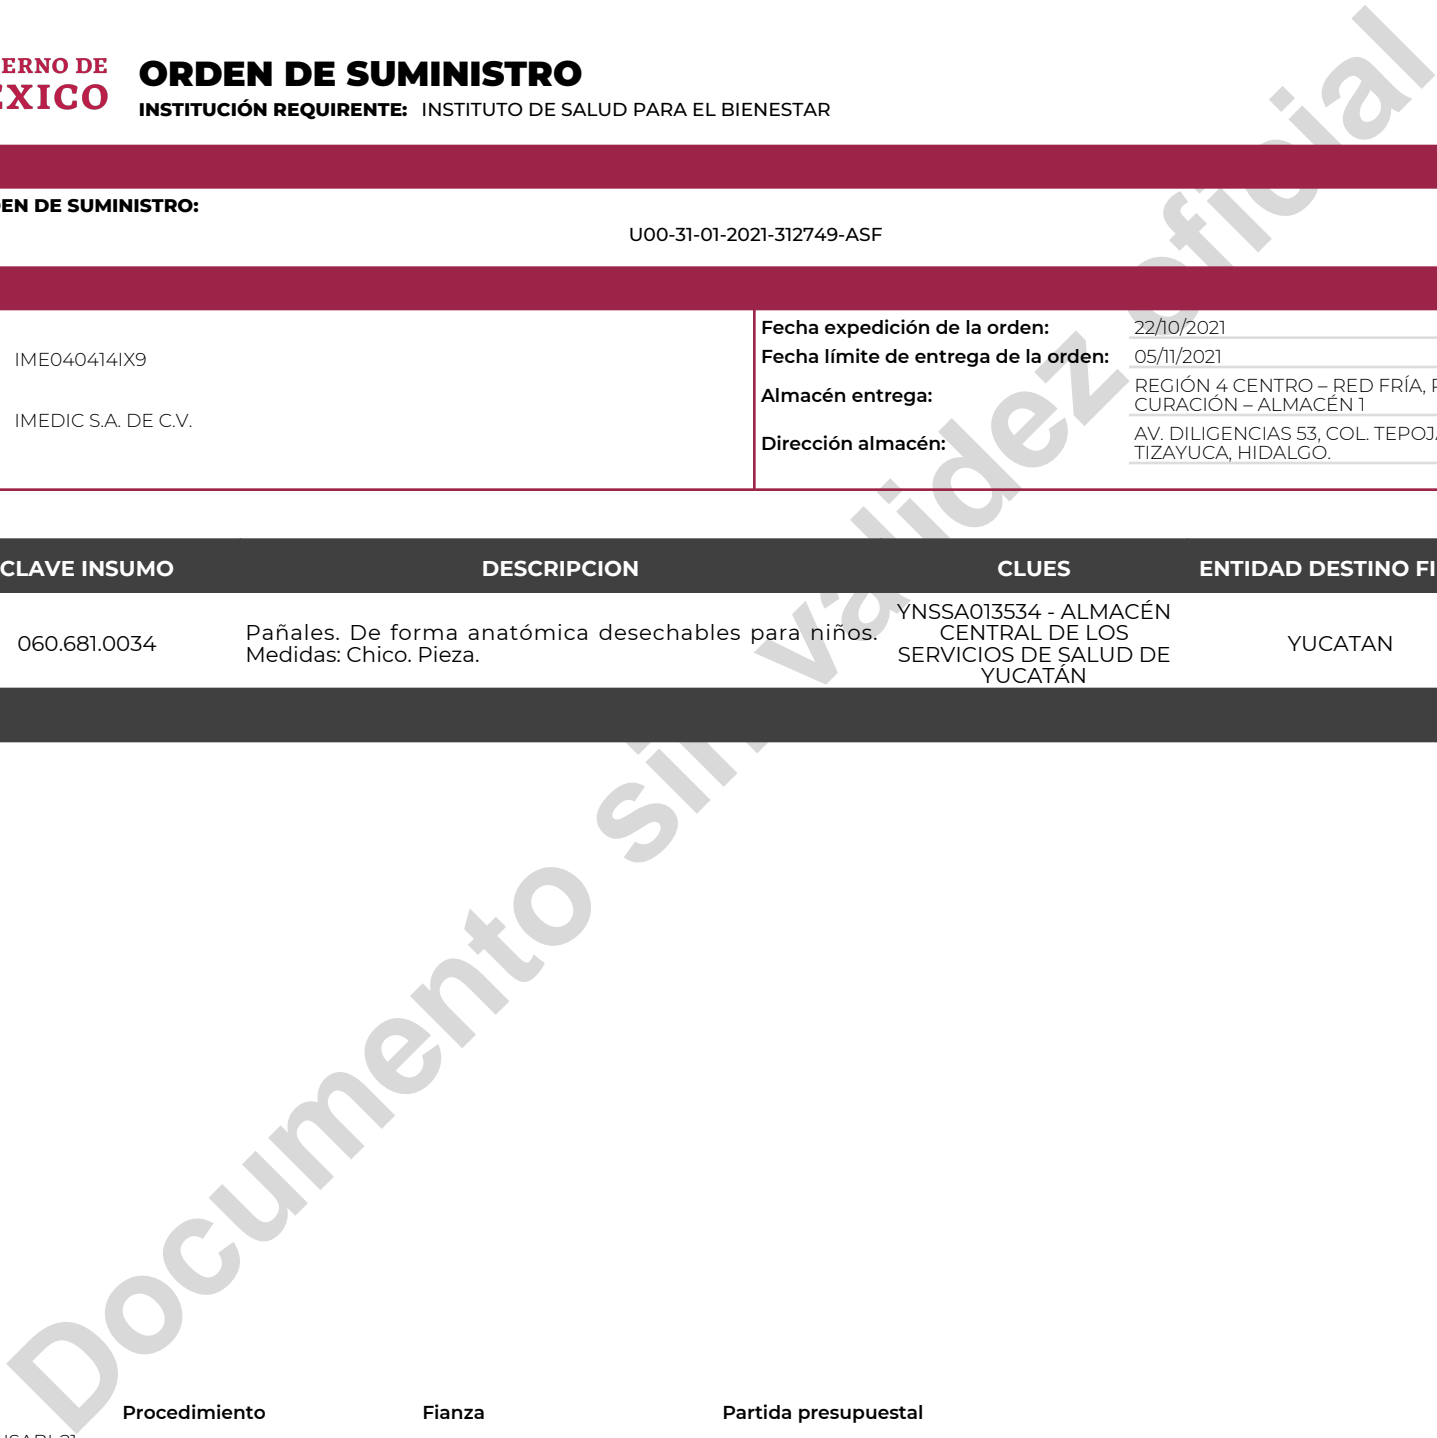 ERNO DE
EXICO
ORDEN DE SUMINISTRO
INSTITUCIÓN REQUIRENTE: INSTITUTO DE SALUD PARA EL BIENESTAR
EN DE SUMINISTRO:
U00-31-01-2021-312749-ASF
IME040414IX9
IMEDIC S.A. DE C.V.
Fecha expedición de la orden: 22/10/2021
Fecha límite de entrega de la orden: 05/11/2021
Almacén entrega: REGIÓN 4 CENTRO – RED FRÍA,
CURACIÓN – ALMACÉN 1
Dirección almacén: AV. DILIGENCIAS 53, COL. TEPOJ
TIZAYUCA, HIDALGO.
CLAVE INSUMO DESCRIPCION CLUES ENTIDAD DESTINO FI
060.681.0034
Pañales. De forma anatómica desechables para niños.
Medidas: Chico. Pieza.
YNSSA013534 - ALMACÉN
CENTRAL DE LOS
SERVICIOS DE SALUD DE
YUCATÁN
YUCATAN
Documento sin validez oficial
Procedimiento Fianza Partida presupuestal